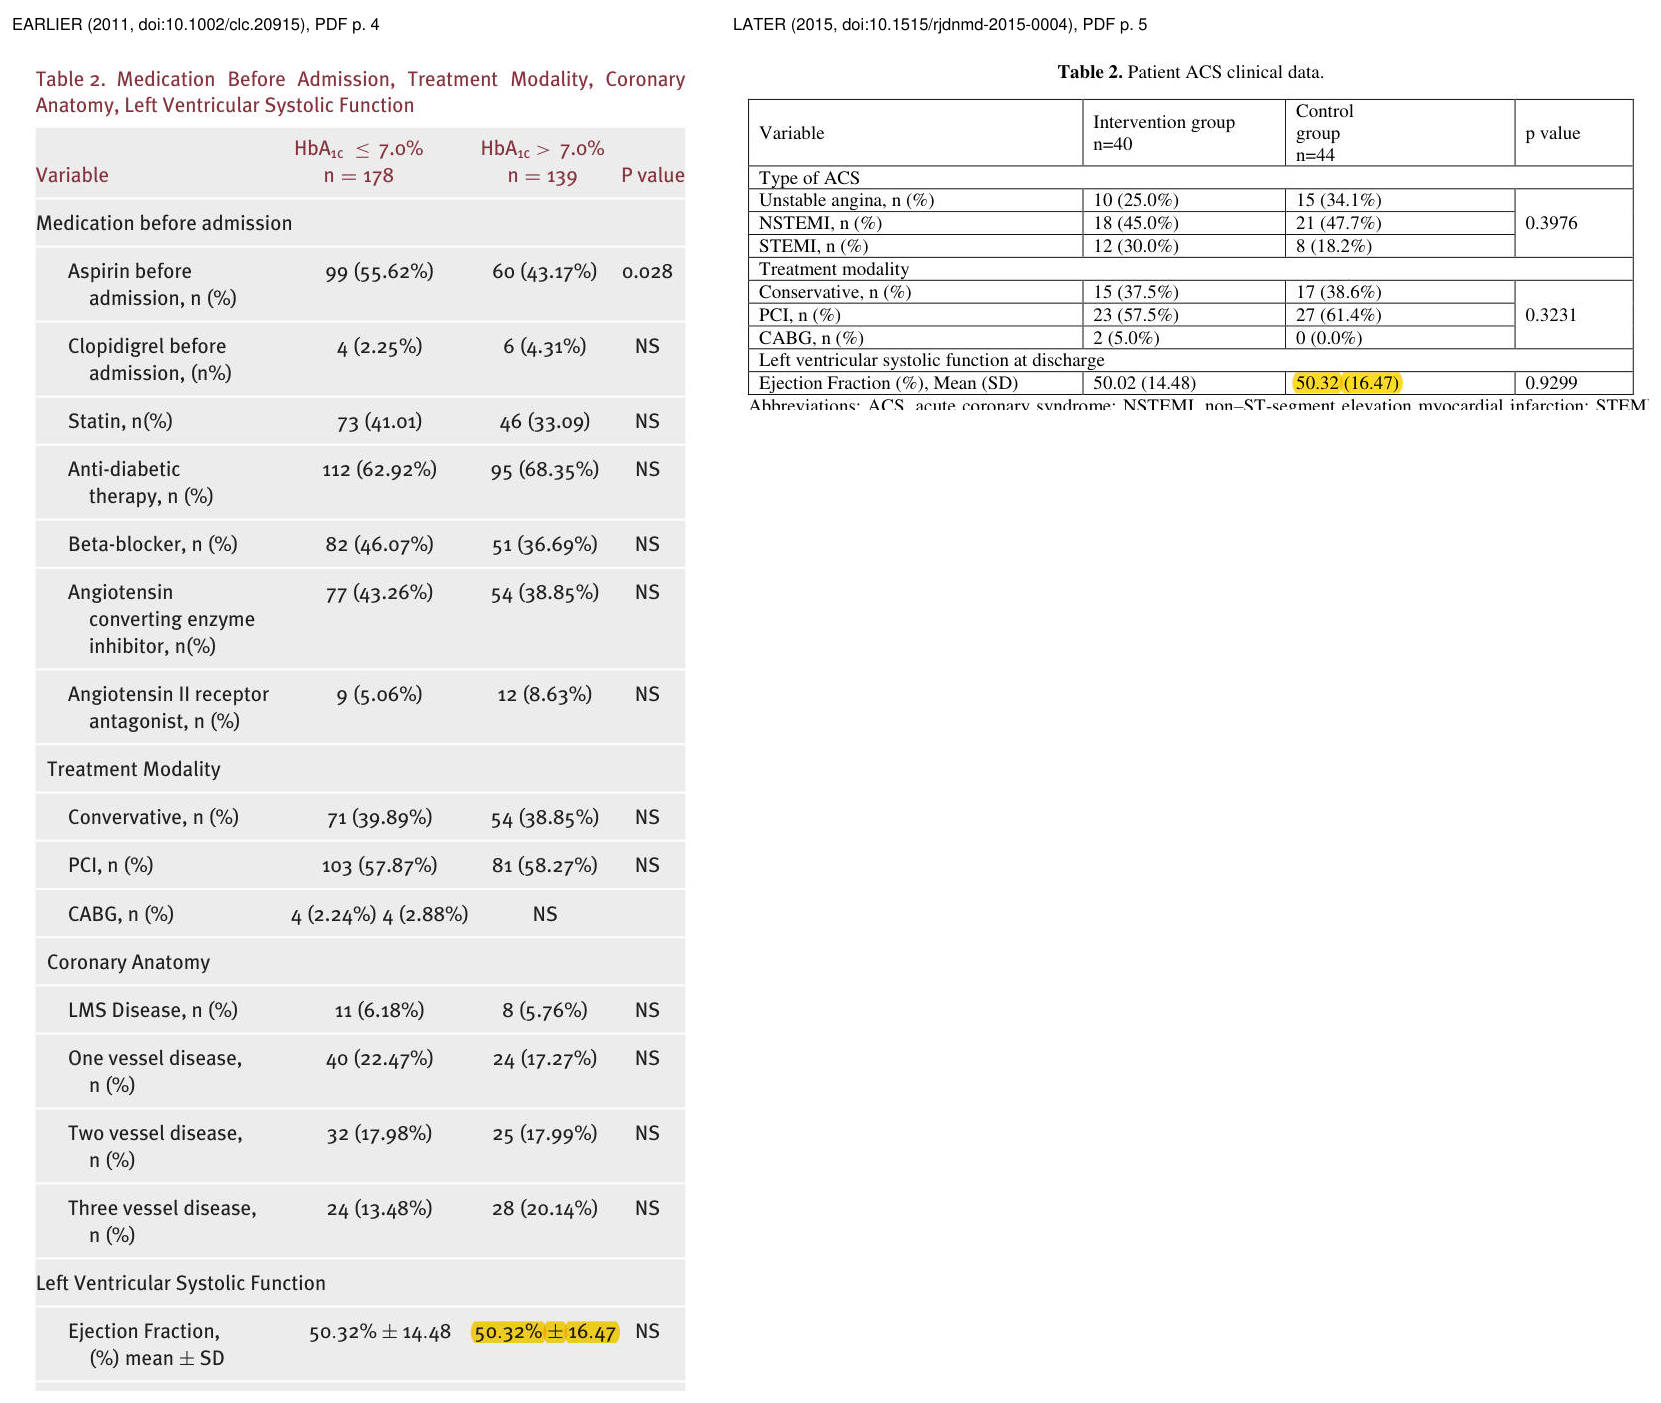 EARLIER (2011, doi:10.1002/clc.20915), PDF p. 4
Table 2. Medication Before Admission, Treatment Modality, Coronary
Anatomy, Left Ventricular Systolic Function
HbA1c ≤ 7.0% HbA1c > 7.0%
Variable n = 178 n = 139 P value
Medication before admission
Aspirin before 99 (55.62%) 60 (43.17%) 0.028
admission, n (%)
Clopidigrel before 4 (2.25%) 6 (4.31%) NS
admission, (n%)
Statin, n(%) 73 (41.01) 46 (33.09) NS
Anti-diabetic 112 (62.92%) 95 (68.35%) NS
therapy, n (%)
Beta-blocker, n (%) 82 (46.07%) 51 (36.69%) NS
Angiotensin 77 (43.26%) 54 (38.85%) NS
converting enzyme
inhibitor, n(%)
Angiotensin II receptor 9 (5.06%) 12 (8.63%) NS
antagonist, n (%)
Treatment Modality
Convervative, n (%) 71 (39.89%) 54 (38.85%) NS
PCI, n (%) 103 (57.87%) 81 (58.27%) NS
CABG, n (%) 4 (2.24%) 4 (2.88%) NS
Coronary Anatomy
LMS Disease, n (%) 11 (6.18%) 8 (5.76%) NS
One vessel disease, 40 (22.47%) 24 (17.27%) NS
n (%)
Two vessel disease, 32 (17.98%) 25 (17.99%) NS
n (%)
Three vessel disease, 24 (13.48%) 28 (20.14%) NS
n (%)
Left Ventricular Systolic Function
Ejection Fraction, 50.32% ± 14.48 50.32% ± 16.47 NS
(%) mean ± SD
LATER (2015, doi:10.1515/rjdnmd-2015-0004), PDF p. 5
Table 2. Patient ACS clinical data.
Variable Intervention group n=40 Control group n=44 p value
Type of ACS
Unstable angina, n (%) 10 (25.0%) 15 (34.1%)
NSTEMI, n (%) 18 (45.0%) 21 (47.7%) 0.3976
STEMI, n (%) 12 (30.0%) 8 (18.2%)
Treatment modality
Conservative, n (%) 15 (37.5%) 17 (38.6%)
PCI, n (%) 23 (57.5%) 27 (61.4%) 0.3231
CABG, n (%) 2 (5.0%) 0 (0.0%)
Left ventricular systolic function at discharge
Ejection Fraction (%), Mean (SD) 50.02 (14.48) 50.32 (16.47) 0.9299
Abbreviations: ACS, acute coronary syndrome; NSTEMI, non–ST-segment elevation myocardial infarction; STEM